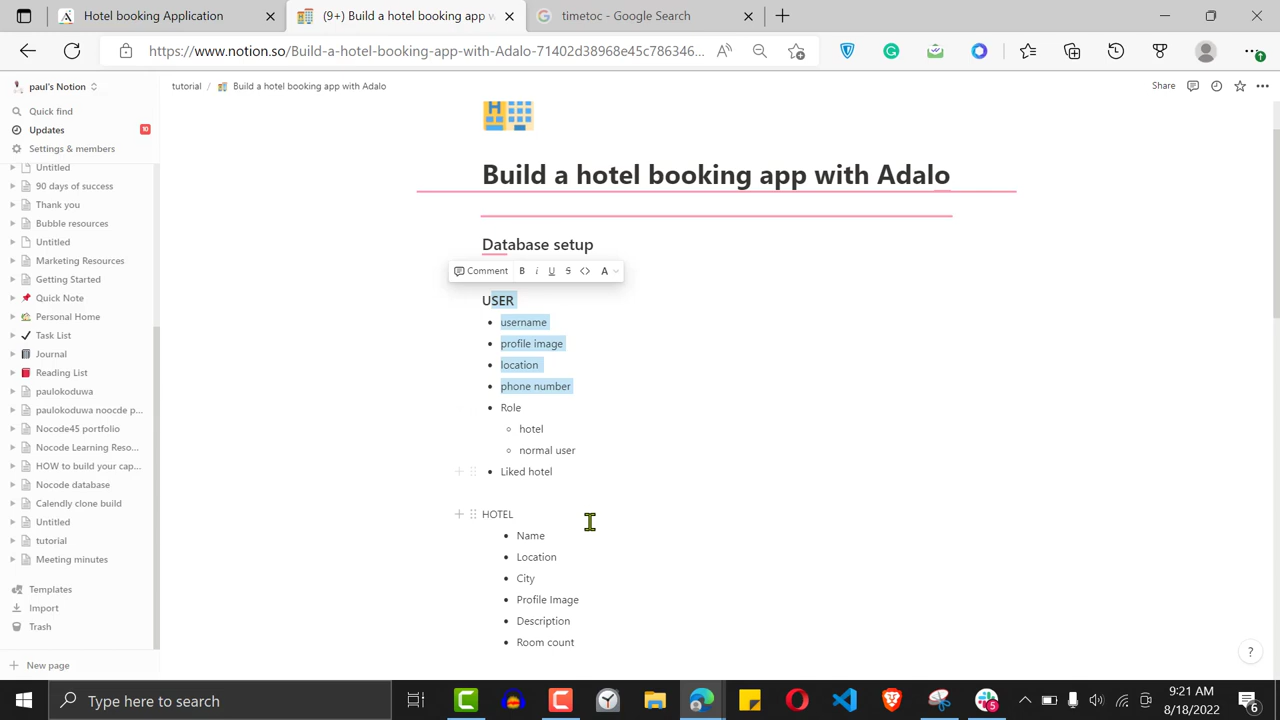 Hotel Booking Application
(9+) Build a hotel booking app w
timetoc - Google Search
https://www.notion.so/Build-a-hotel-booking-app-with-Adalo-71402d38968e45c786346...
paul's Notion
tutorial / Build a hotel booking app with Adalo
Share
Quick find
Updates 10
Settings & members
Untitled
90 days of success
Thank you
Bubble resources
Untitled
Marketing Resources
Getting Started
Quick Note
Personal Home
Task List
Journal
Reading List
paulokoduwa
paulokoduwa noocde p...
Nocode45 portfolio
Nocode Learning Reso...
HOW to build your cap...
Nocode database
Calendly clone build
Untitled
tutorial
Meeting minutes
Templates
Import
Trash
New page
H
Build a hotel booking app with Adalo
Database setup
Comment B i U S <> A
USER
username
profile image
location
phone number
Role
hotel
normal user
Liked hotel
HOTEL
Name
Location
City
Profile Image
Description
Room count
?
Type here to search
5
9:21 AM
8/18/2022
6